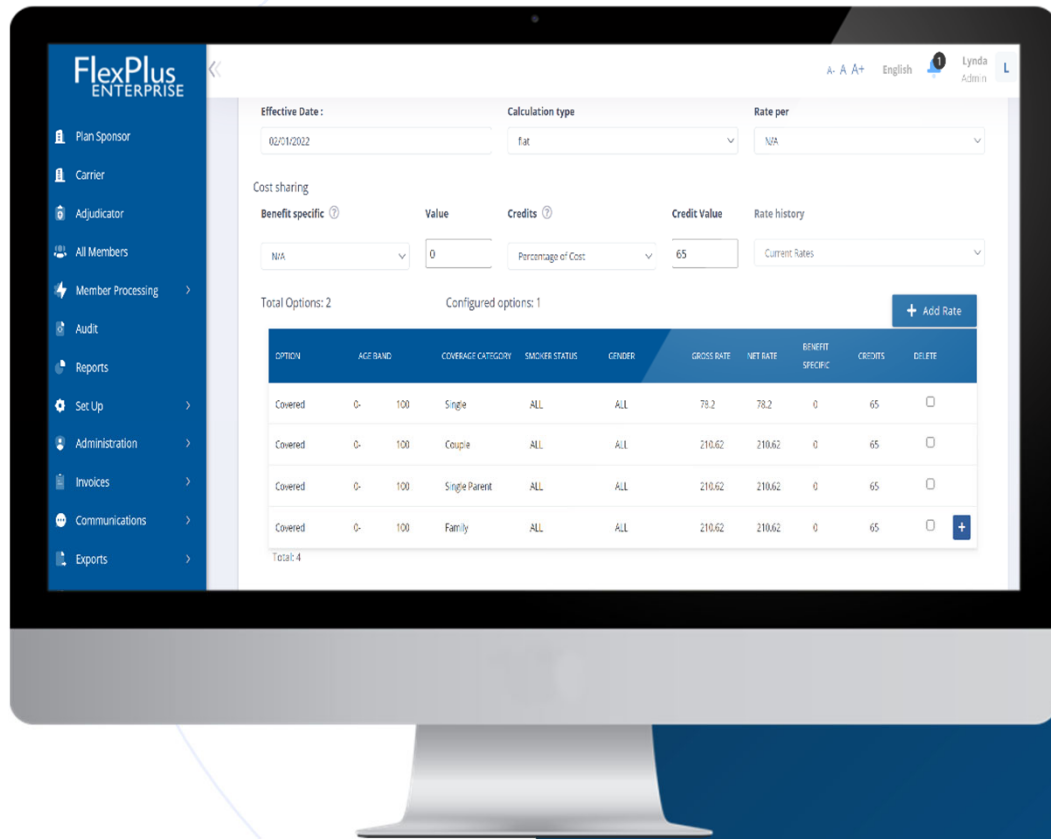 FlexPlus
ENTERPRISE
Plan Sponsor
Carrier
Adjudicator
All Members
Member Processing
Audit
Reports
Set Up
Administration
Invoices
Communications
Exports
A- A A+ English 1 Lynda L
Admin
Effective Date : Calculation type Rate per
02/01/2022 flat N/A
Cost sharing
Benefit specific ? Value Credits ? Credit Value Rate history
N/A 0 Percentage of Cost 65 Current Rates
Total Options: 2 Configured options: 1 + Add Rate
OPTION AGE BAND COVERAGE CATEGORY SMOKER STATUS GENDER GROSS RATE NET RATE BENEFIT SPECIFIC CREDITS DELETE
Covered 0- 100 Single ALL ALL 78.2 78.2 0 65
Covered 0- 100 Couple ALL ALL 210.62 210.62 0 65
Covered 0- 100 Single Parent ALL ALL 210.62 210.62 0 65
Covered 0- 100 Family ALL ALL 210.62 210.62 0 65 +
Total: 4